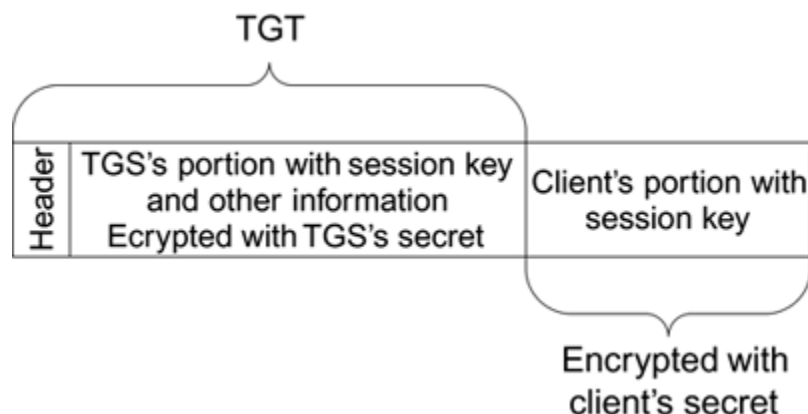 TGT
Header
TGS's portion with session key
and other information
Ecrypted with TGS's secret
Client's portion with
session key
Encrypted with
client's secret